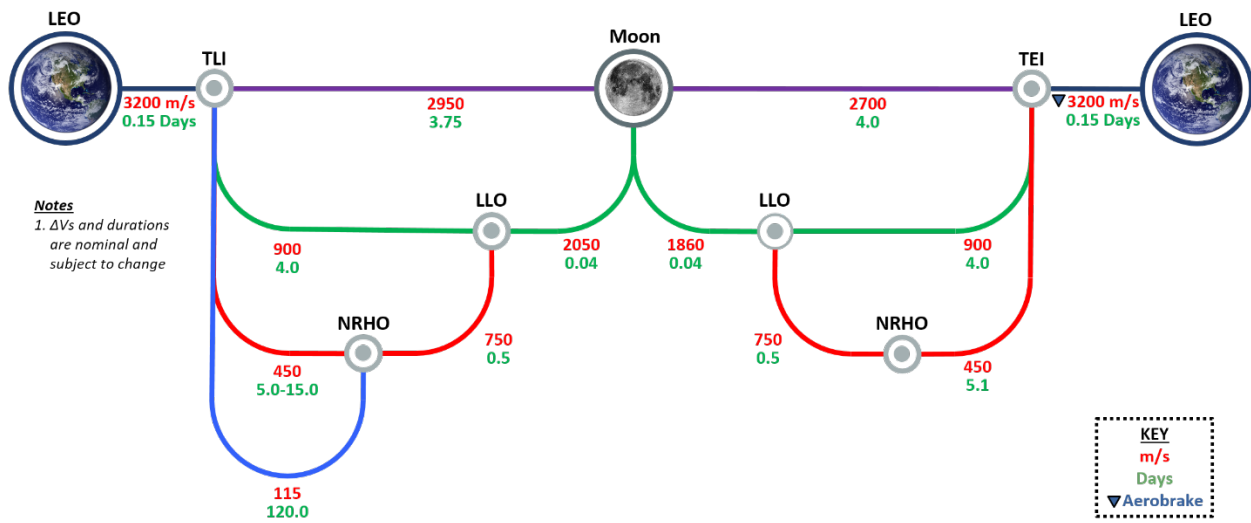 LEO
LEO
Moon
TLI
TEI
3200 m/s
0.15 Days
2950
3.75
2700
4.0
3200 m/s
0.15 Days
Notes
1. ΔVs and durations
are nominal and
subject to change
LLO
LLO
900
4.0
2050
0.04
1860
0.04
900
4.0
NRHO
NRHO
450
5.0-15.0
750
0.5
750
0.5
450
5.1
115
120.0
KEY
m/s
Days
Aerobrake